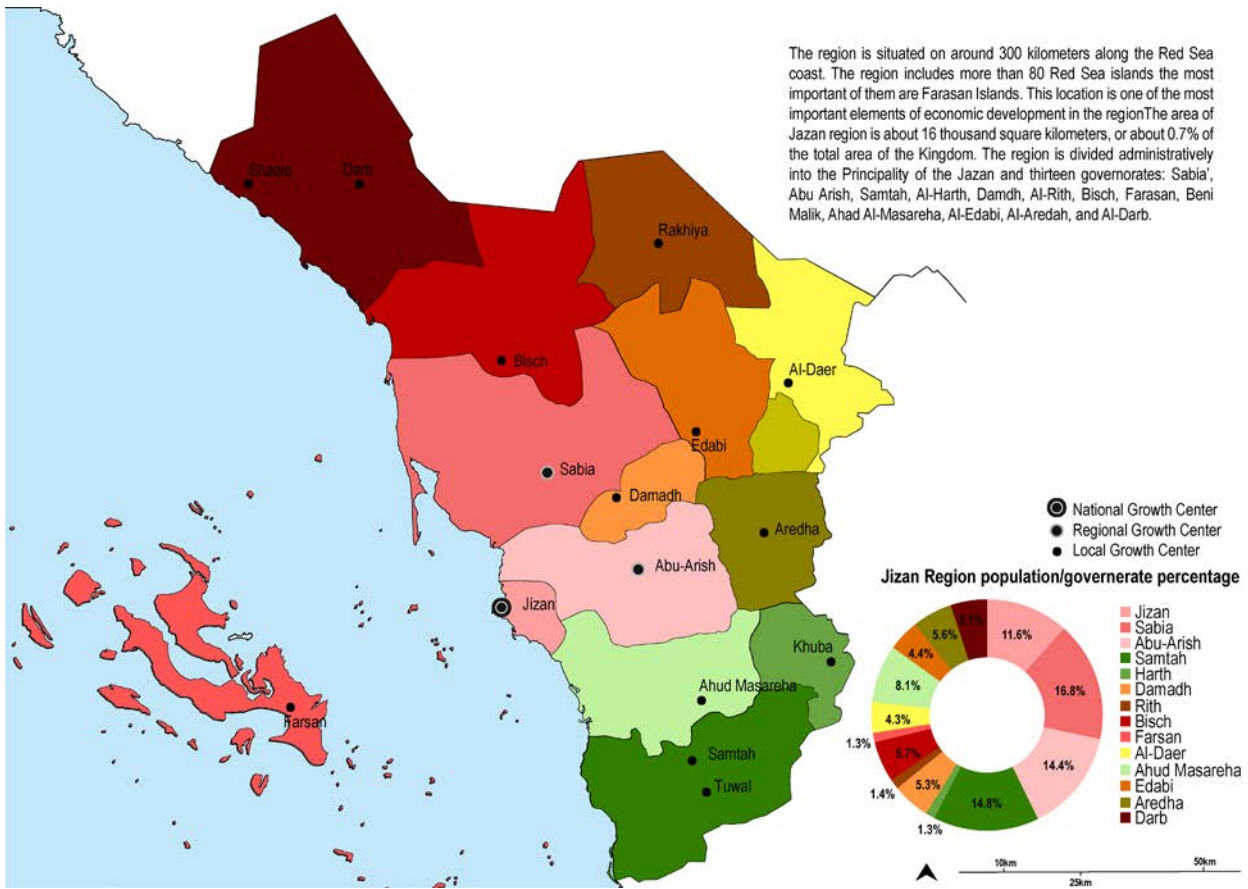 The region is situated on around 300 kilometers along the Red Sea
coast. The region includes more than 80 Red Sea islands the most
important of them are Farasan Islands. This location is one of the most
important elements of economic development in the regionThe area of
Jazan region is about 16 thousand square kilometers, or about 0.7% of
the total area of the Kingdom. The region is divided administratively
into the Principality of the Jazan and thirteen governorates: Sabia',
Abu Arish, Samtah, Al-Harth, Damdh, Al-Rith, Bisch, Farasan, Beni
Malik, Ahad Al-Masareha, Al-Edabi, Al-Aredah, and Al-Darb.
Shaqiq
Darb
Rakhiya
Bisch
Al-Daer
Edabi
Sabia
Damadh
Aredha
Abu-Arish
Jizan
Khuba
Ahud Masareha
Farsan
Samtah
Tuwal
National Growth Center
Regional Growth Center
Local Growth Center
Jizan Region population/governerate percentage
11.6%
16.8%
14.4%
14.8%
1.3%
5.3%
1.4%
5.7%
1.3%
4.3%
8.1%
4.4%
5.6%
5.1%
Jizan
Sabia
Abu-Arish
Samtah
Harth
Damadh
Rith
Bisch
Farsan
Al-Daer
Ahud Masareha
Edabi
Aredha
Darb
10km
50km
25km